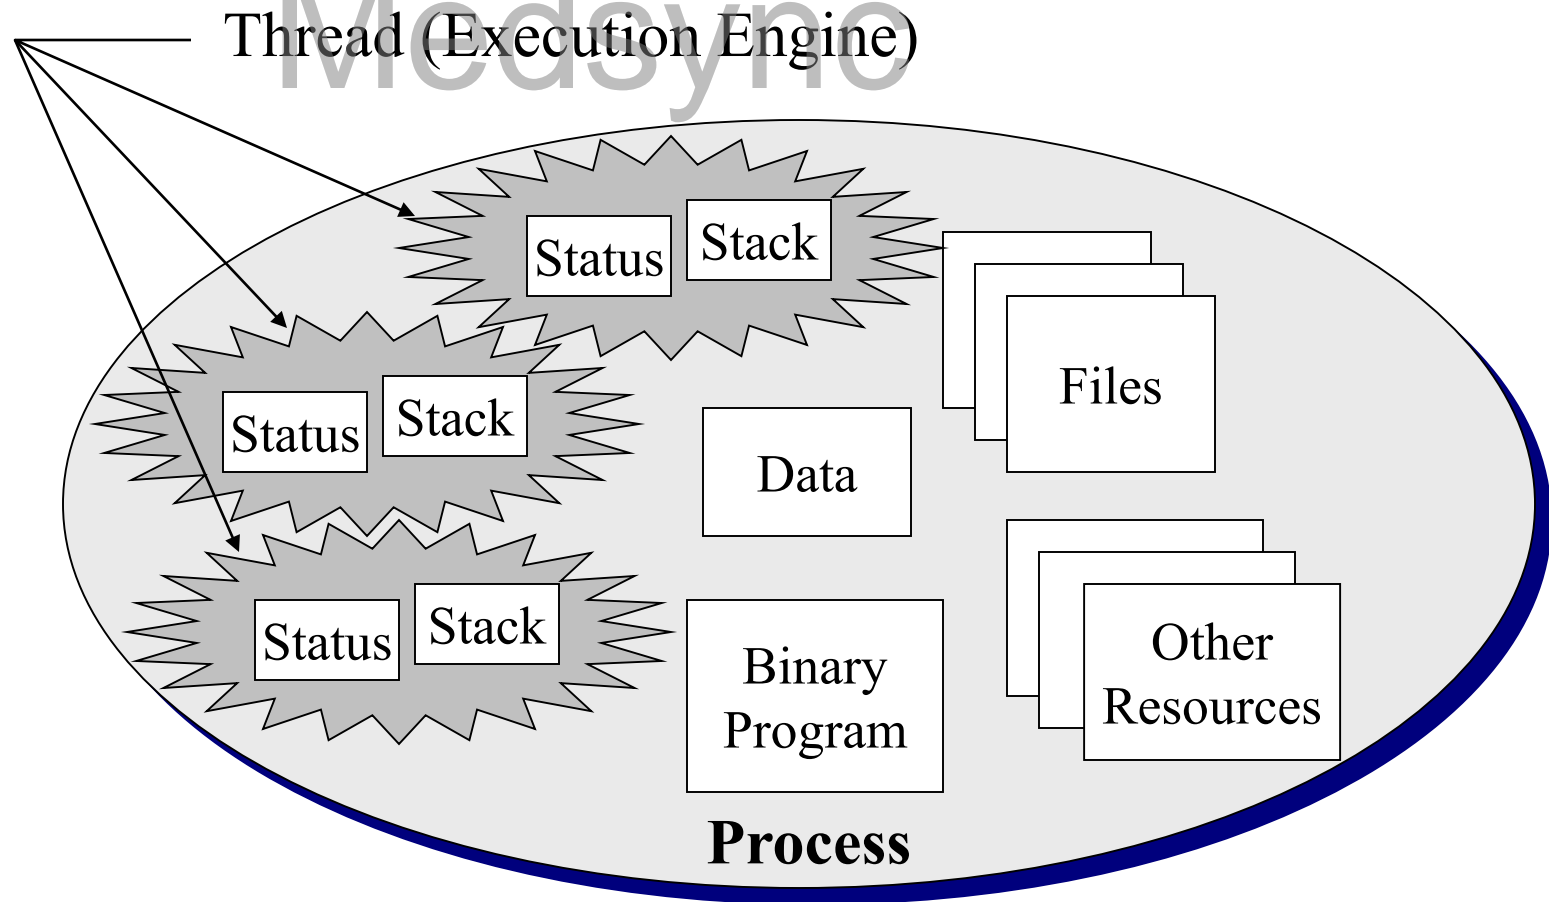 Thread (Execution Engine)
Medsync
Status
Stack
Status
Stack
Status
Stack
Files
Data
Other
Resources
Binary
Program
Process